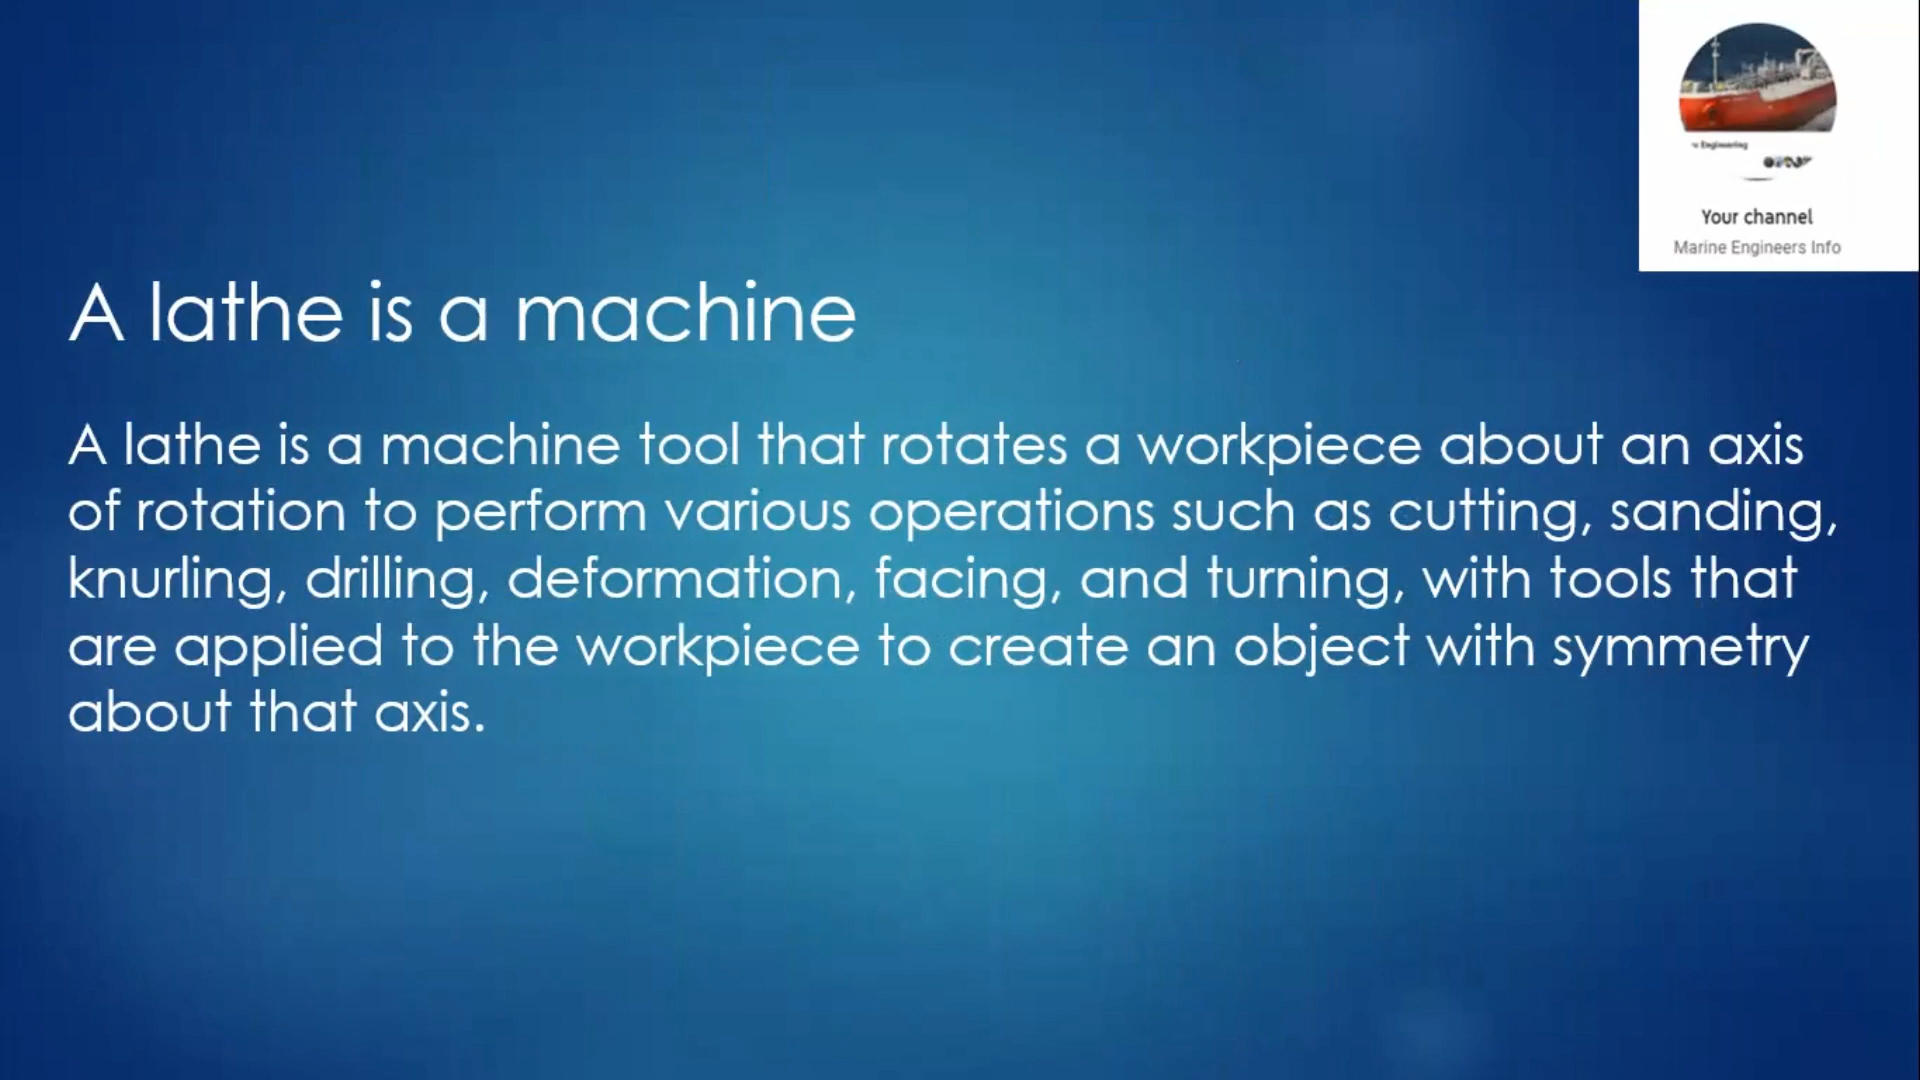 Engineering
Your channel
Marine Engineers Info
A lathe is a machine
A lathe is a machine tool that rotates a workpiece about an axis
of rotation to perform various operations such as cutting, sanding,
knurling, drilling, deformation, facing, and turning, with tools that
are applied to the workpiece to create an object with symmetry
about that axis.